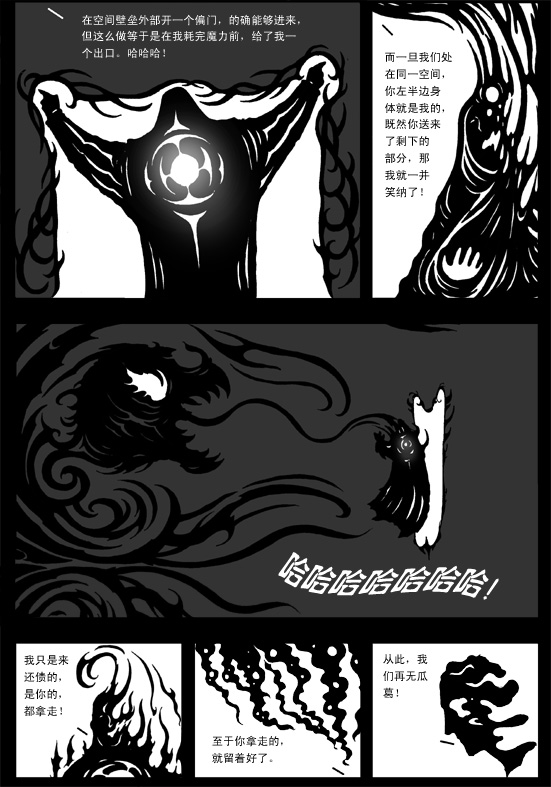 在空间壁垒外部开一个偏门，的确能够进来，
但这么做等于是在我耗完魔力前，给了我一
个出口。哈哈哈！
而一旦我们处
在同一空间，
你左半边身
体就是我的，
既然你送来
了剩下的
部分，那
我就一并
笑纳了！
哈哈哈哈哈哈哈！
我只是来
还债的，
是你的，
都拿走！
至于你拿走的，
就留着好了。
从此，我
们再无瓜
葛！